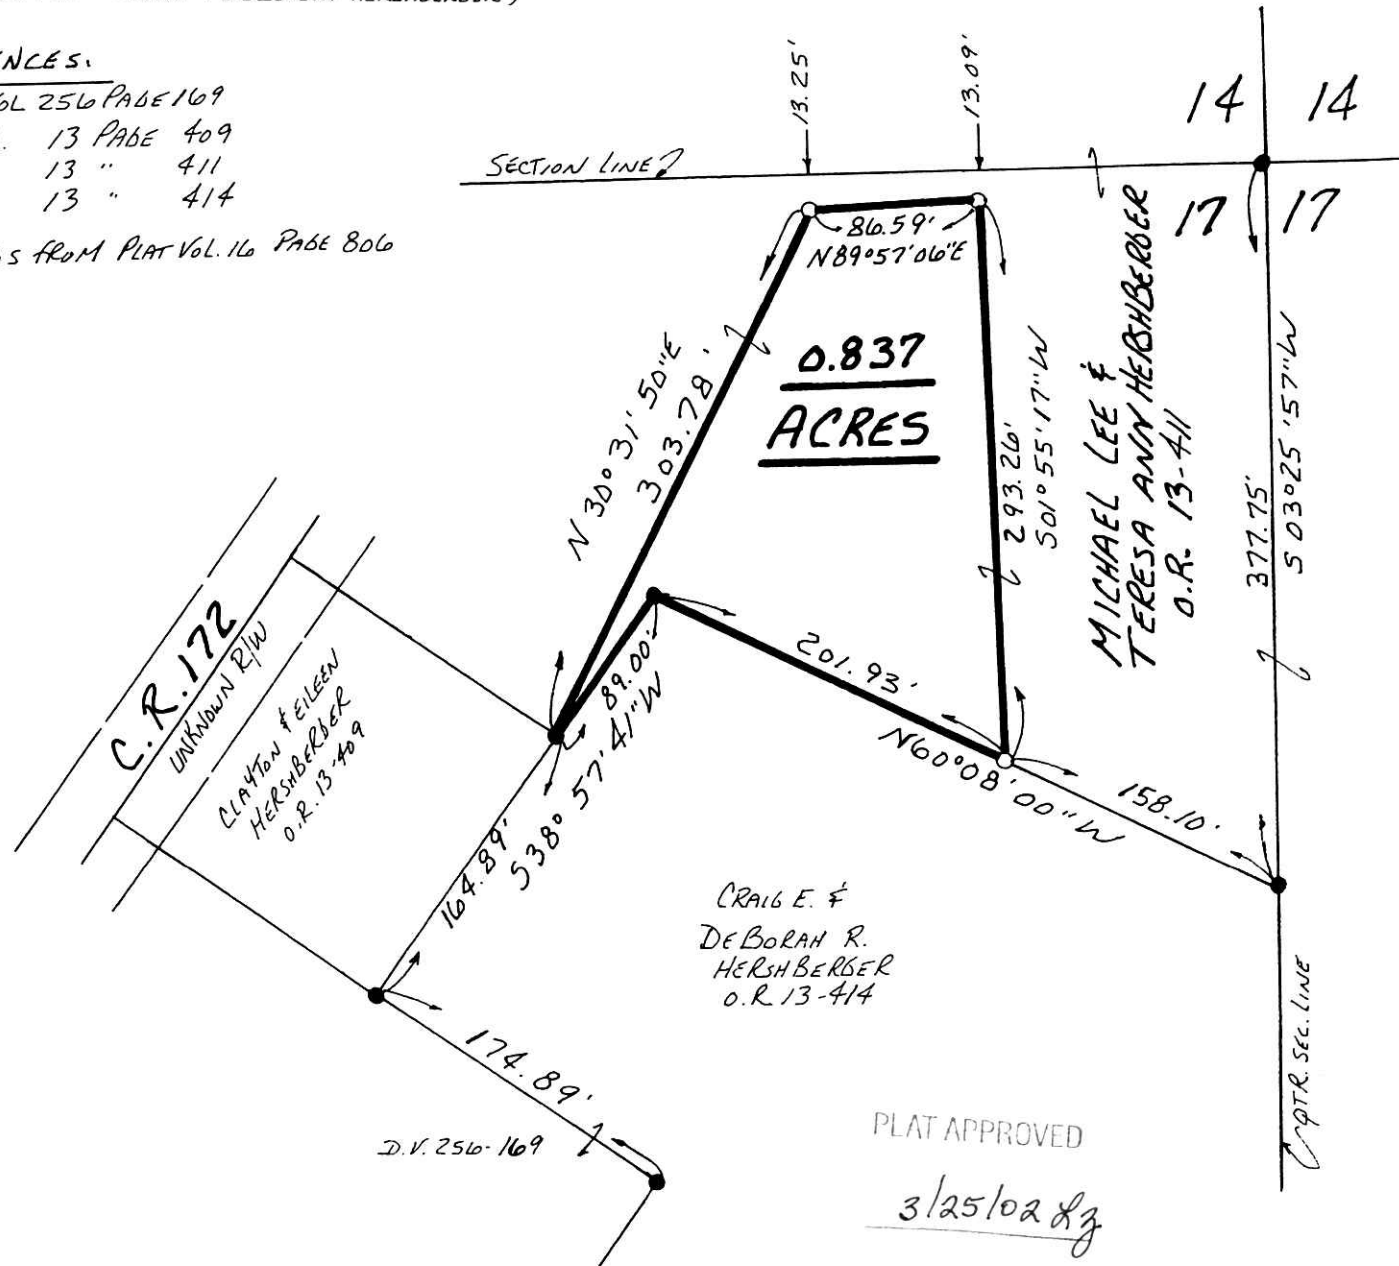 NCES.
OL 256 PAGE 169
13 PAGE 409
13 " 411
13 " 414
S FROM PLAT VOL. 16 PAGE 806
13.25'
13.09'
SECTION LINE
14
14
17
17
86.59'
N89°57'06"E
0.837
ACRES
N 30° 31' 50"E
303.78'
293.26'
S01°55'17"W
MICHAEL LEE &
TERESA ANN HERSHBERGER
O.R. 13-411
377.75'
S 03°25'57"W
C.R. 172
UNKNOWN R/W
CLAYTON & EILEEN
HERSHBERGER
O.R. 13-409
89.00'
S38° 57' 41"W
164.89'
201.93'
N60°08'00"W
158.10'
CRAIG E. &
DEBORAH R.
HERSHBERGER
O.R 13-414
174.89'
D.V. 256-169
QTR. SEC. LINE
PLAT APPROVED
3/25/02